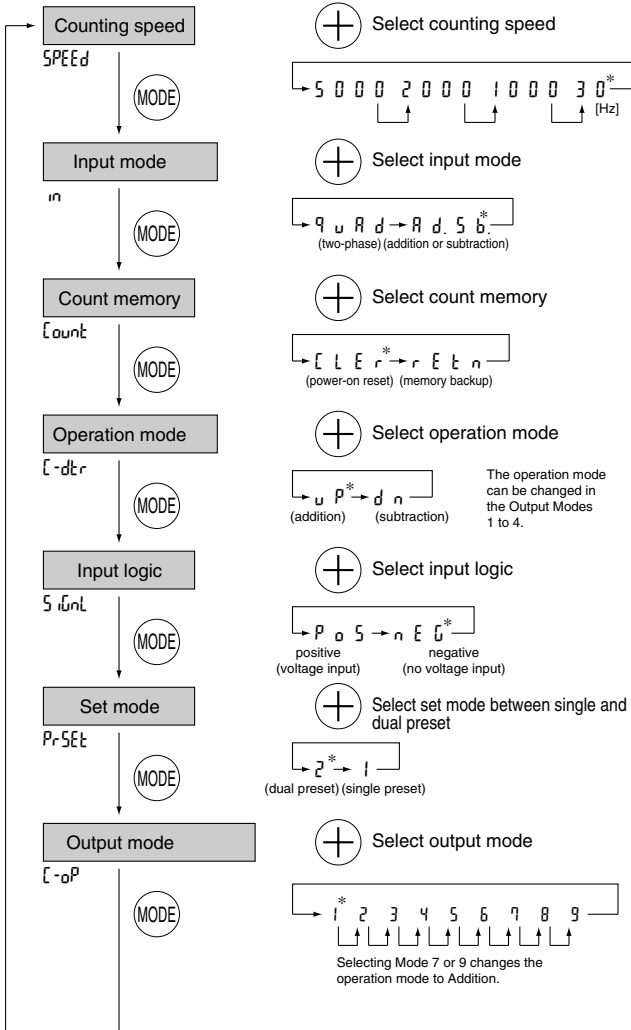 Counting speed
SPEEd
MODE
Select counting speed
5000 2000 1000 30*
[Hz]
Input mode
in
MODE
Select input mode
quAd Ad.Sb.*
(two-phase) (addition or subtraction)
Count memory
Count
MODE
Select count memory
CLEr* rEtn
(power-on reset) (memory backup)
Operation mode
C-dtr
MODE
Select operation mode
uP* dn
(addition) (subtraction)
The operation mode
can be changed in
the Output Modes
1 to 4.
Input logic
SiGnL
MODE
Select input logic
PoS nEG*
positive negative
(voltage input) (no voltage input)
Set mode
PrSEt
MODE
Select set mode between single and
dual preset
2* 1
(dual preset) (single preset)
Output mode
C-oP
MODE
Select output mode
1* 2 3 4 5 6 7 8 9
Selecting Mode 7 or 9 changes the
operation mode to Addition.